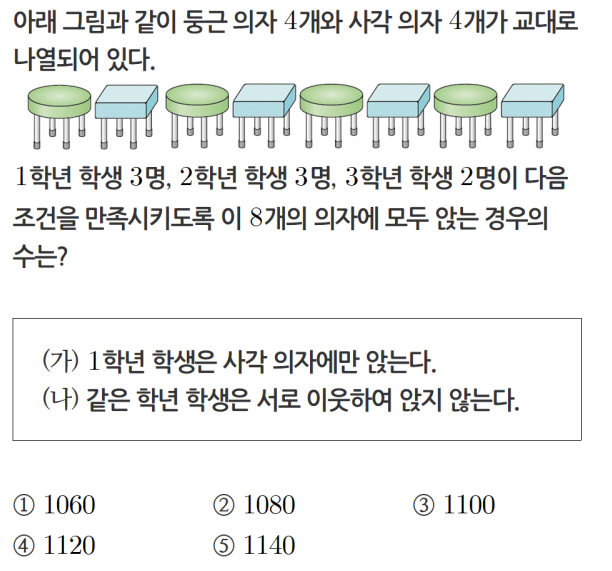 아래 그림과 같이 둥근 의자 4개와 사각 의자 4개가 교대로
나열되어 있다.
1학년 학생 3명, 2학년 학생 3명, 3학년 학생 2명이 다음
조건을 만족시키도록 이 8개의 의자에 모두 앉는 경우의
수는?
(가) 1학년 학생은 사각 의자에만 앉는다.
(나) 같은 학년 학생은 서로 이웃하여 앉지 않는다.
① 1060 ② 1080 ③ 1100
④ 1120 ⑤ 1140